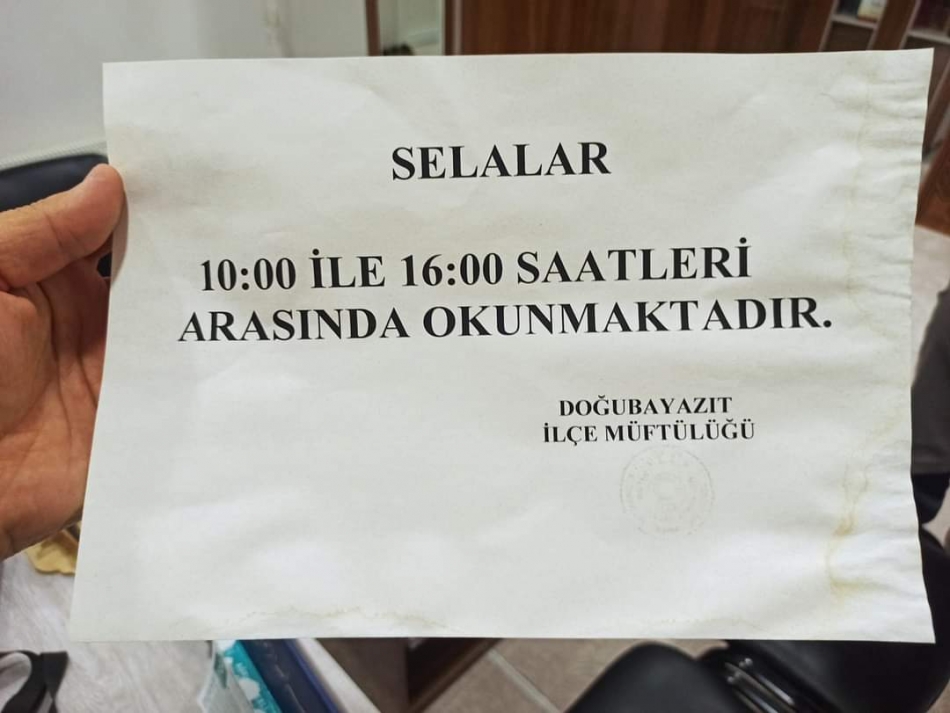 SELALAR
10:00 İLE 16:00 SAATLERİ
ARASINDA OKUNMAKTADIR.
DOĞUBAYAZIT
İLÇE MÜFTÜLÜĞÜ